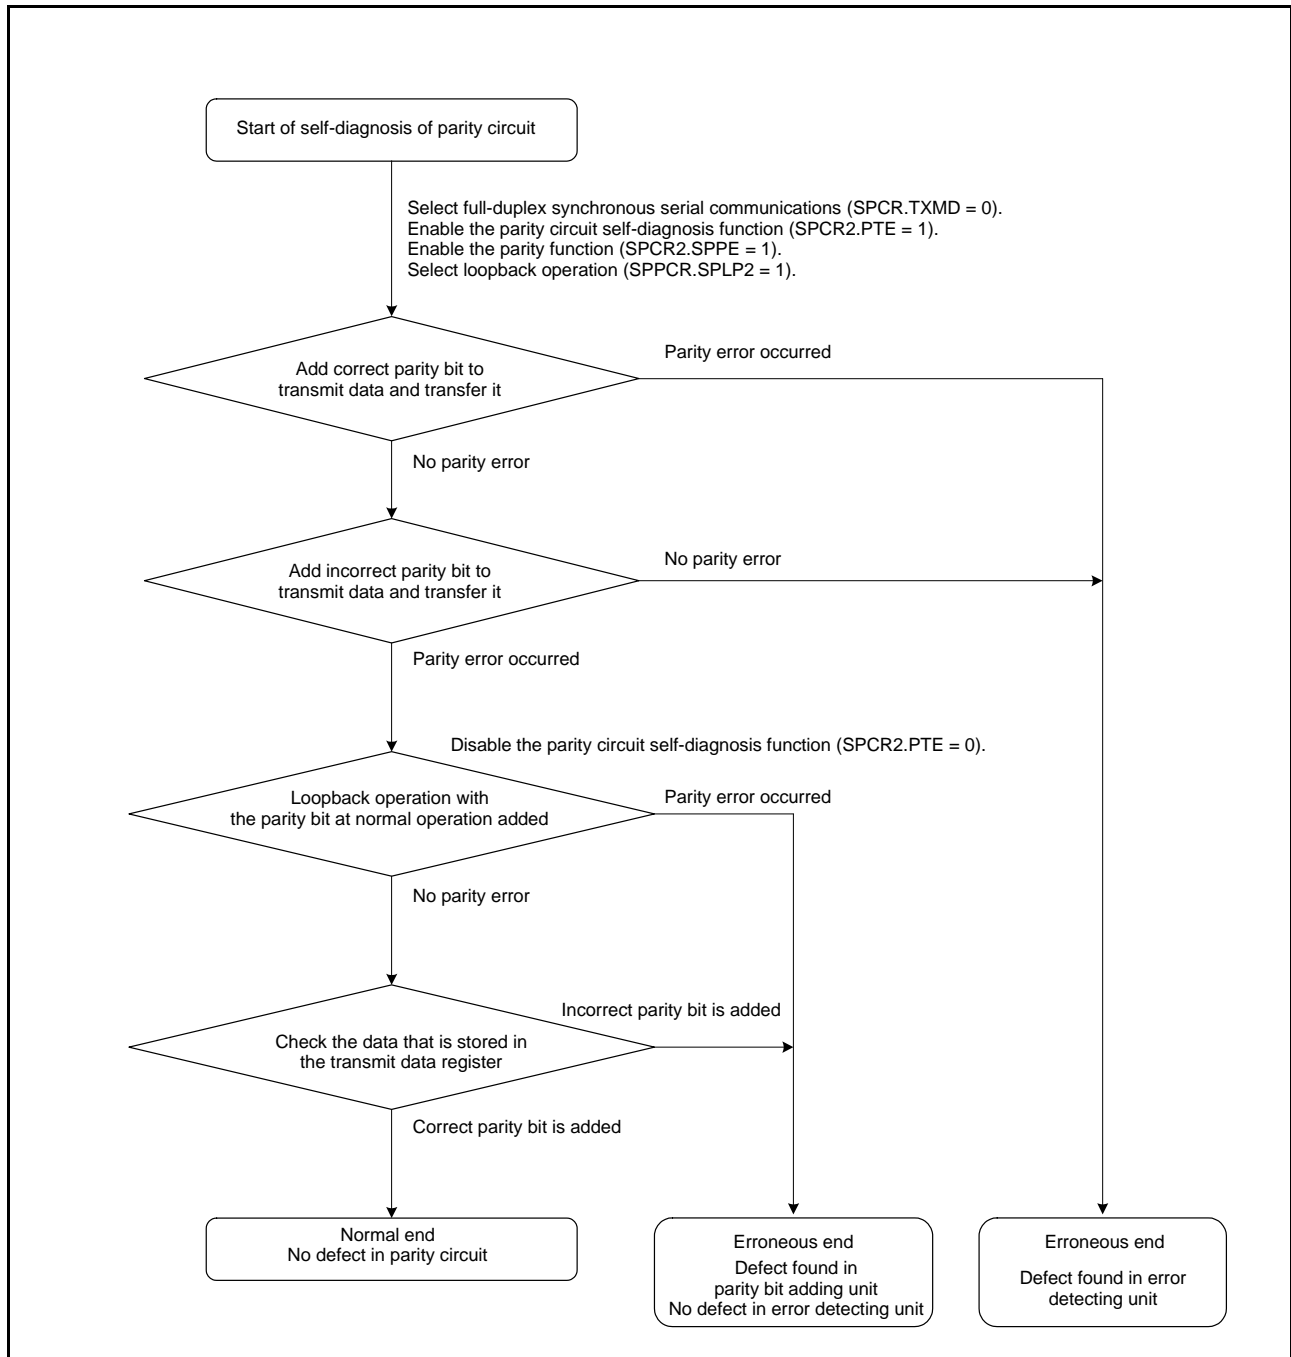 Start of self-diagnosis of parity circuit
Select full-duplex synchronous serial communications (SPCR.TXMD = 0).
Enable the parity circuit self-diagnosis function (SPCR2.PTE = 1).
Enable the parity function (SPCR2.SPPE = 1).
Select loopback operation (SPPCR.SPLP2 = 1).
Parity error occurred
Add correct parity bit to
transmit data and transfer it
No parity error
No parity error
Add incorrect parity bit to
transmit data and transfer it
Parity error occurred
Disable the parity circuit self-diagnosis function (SPCR2.PTE = 0).
Parity error occurred
Loopback operation with
the parity bit at normal operation added
No parity error
Incorrect parity bit is added
Check the data that is stored in
the transmit data register
Correct parity bit is added
Normal end
No defect in parity circuit
Erroneous end
Defect found in
parity bit adding unit
No defect in error detecting unit
Erroneous end
Defect found in error
detecting unit